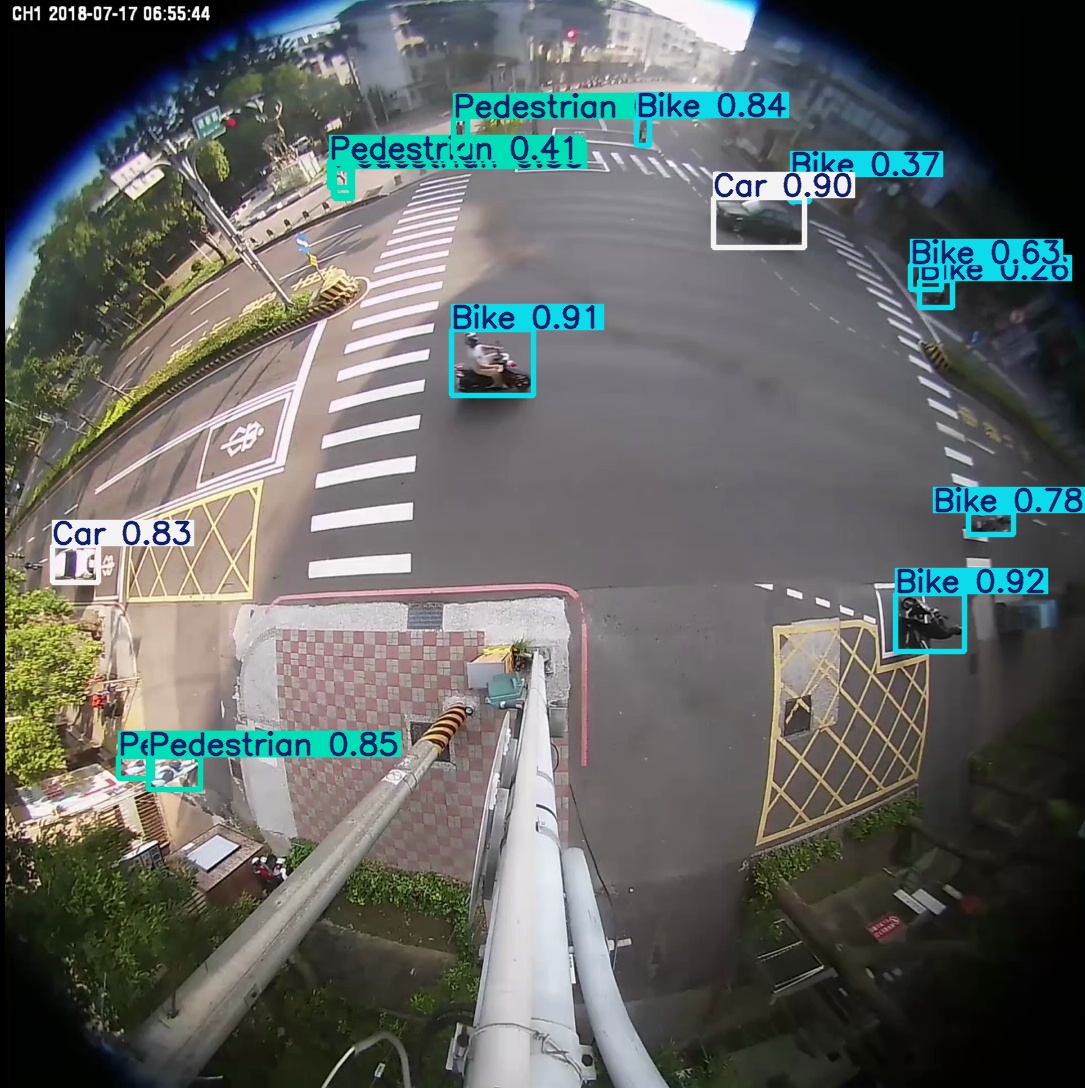 CH1 2018-07-17 06:55:44
Pedestrian
Bike 0.84
Pedestrian 0.41
Bike 0.37
Car 0.90
Bike 0.63
Bike 0.26
Bike 0.91
Bike 0.78
Car 0.83
Bike 0.92
Pedestrian 0.85